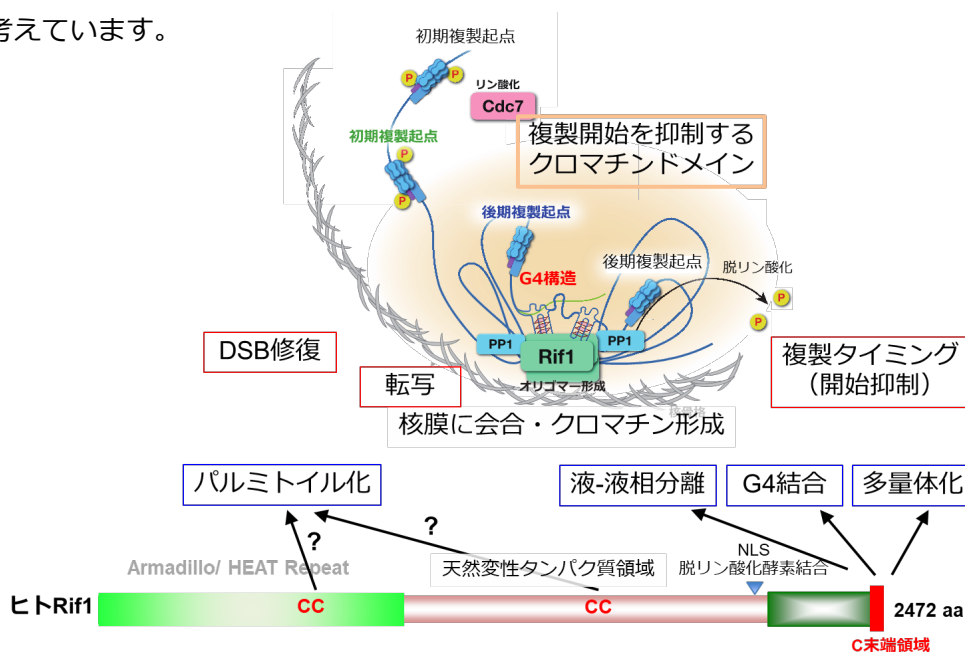 考えています。
初期複製起点
P
P
リン酸化
Cdc7
初期複製起点
P
P
複製開始を抑制する
クロマチンドメイン
後期複製起点
後期複製起点
脱リン酸化
G4構造
P
P
PP1
Rif1
PP1
オリゴマー形成
DSB修復
転写
複製タイミング
（開始抑制）
核膜に会合・クロマチン形成
パルミトイル化
液-液相分離
G4結合
多量体化
?
?
Armadillo/ HEAT Repeat
天然変性タンパク質領域
NLS
脱リン酸化酵素結合
ヒトRif1
CC
CC
2472 aa
C末端領域